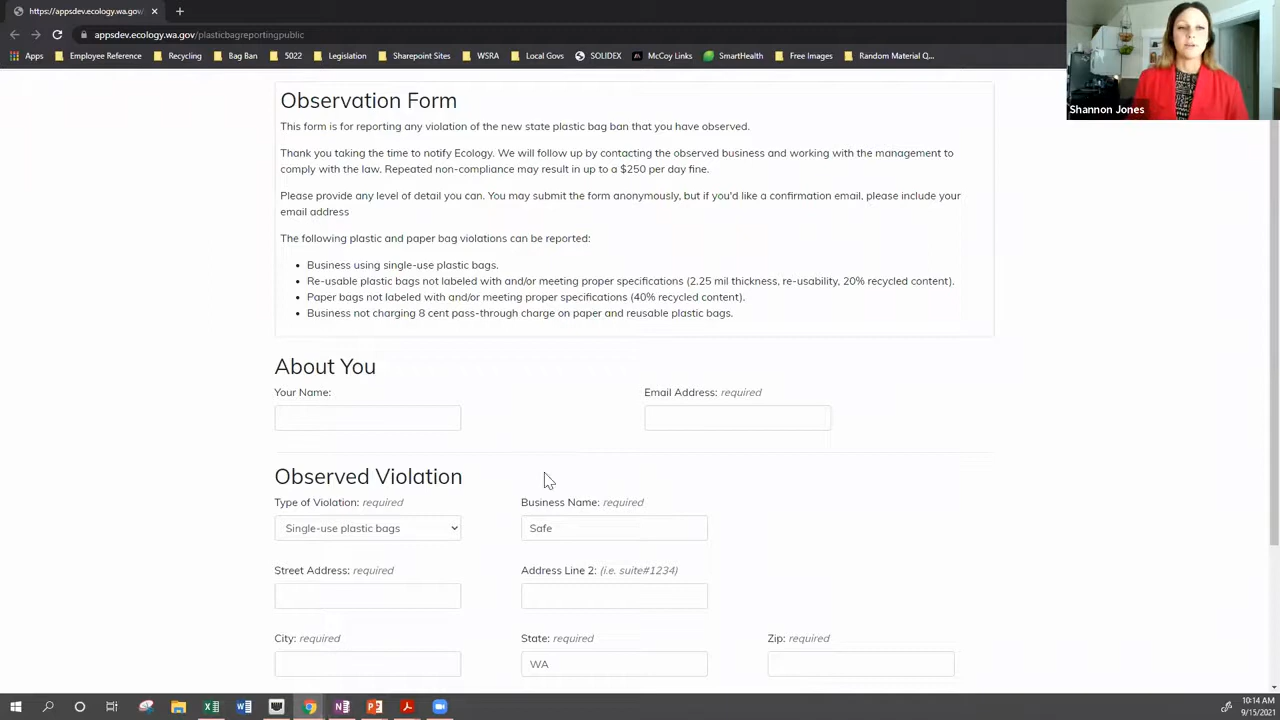 https://appsdev.ecology.wa.gov/
appsdev.ecology.wa.gov/plasticbagreportingpublic
Apps Employee Reference Recycling Bag Ban 5022 Legislation Sharepoint Sites WSRA Local Govs SOLIDEX McCoy Links SmartHealth Free Images Random Material Q...
Shannon Jones
Observation Form
This form is for reporting any violation of the new state plastic bag ban that you have observed.
Thank you taking the time to notify Ecology. We will follow up by contacting the observed business and working with the management to
comply with the law. Repeated non-compliance may result in up to a $250 per day fine.
Please provide any level of detail you can. You may submit the form anonymously, but if you'd like a confirmation email, please include your
email address
The following plastic and paper bag violations can be reported:
• Business using single-use plastic bags.
• Re-usable plastic bags not labeled with and/or meeting proper specifications (2.25 mil thickness, re-usability, 20% recycled content).
• Paper bags not labeled with and/or meeting proper specifications (40% recycled content).
• Business not charging 8 cent pass-through charge on paper and reusable plastic bags.
About You
Your Name: Email Address: required
Observed Violation
Type of Violation: required Business Name: required
Single-use plastic bags Safe
Street Address: required Address Line 2: (i.e. suite#1234)
City: required State: required Zip: required
WA
10:14 AM
9/15/2021